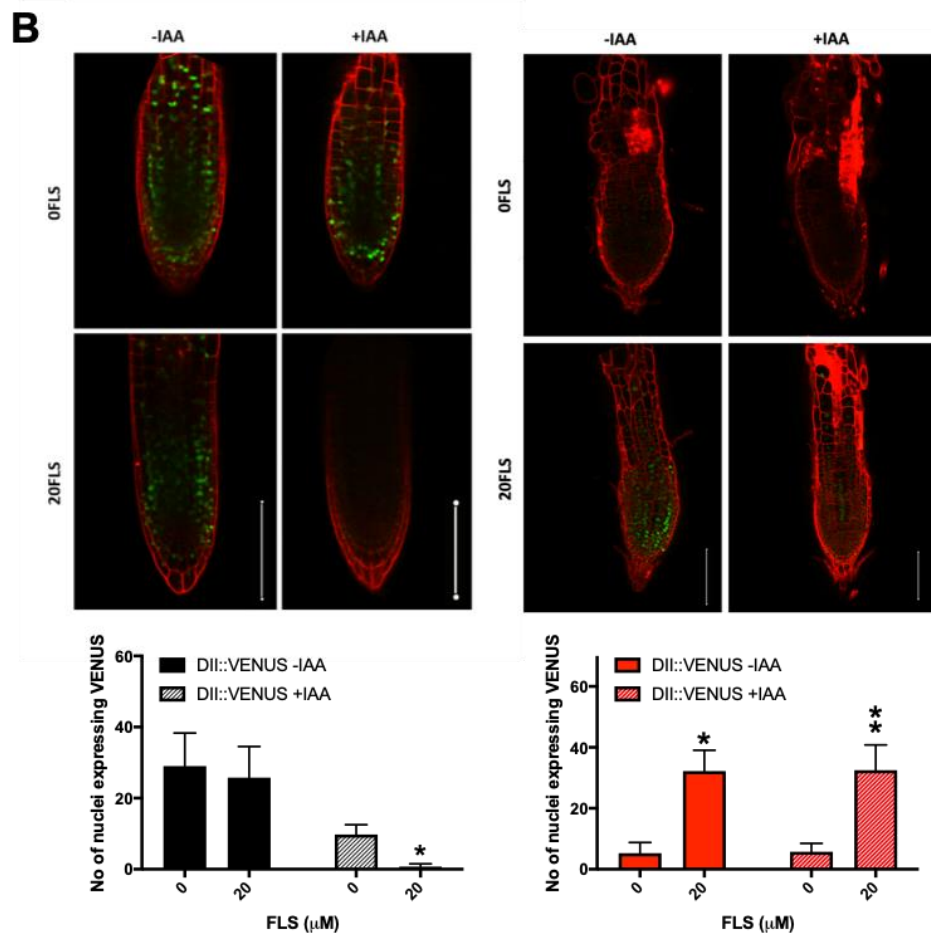 B
-IAA
+IAA
-IAA
+IAA
0FLS
0FLS
20FLS
20FLS
No of nuclei expressing VENUS
60
40
20
0
DII::VENUS -IAA
DII::VENUS +IAA
*
0
20
0
20
FLS (μM)
No of nuclei expressing VENUS
60
40
20
0
DII::VENUS -IAA
DII::VENUS +IAA
*
*
*
0
20
0
20
FLS (μM)